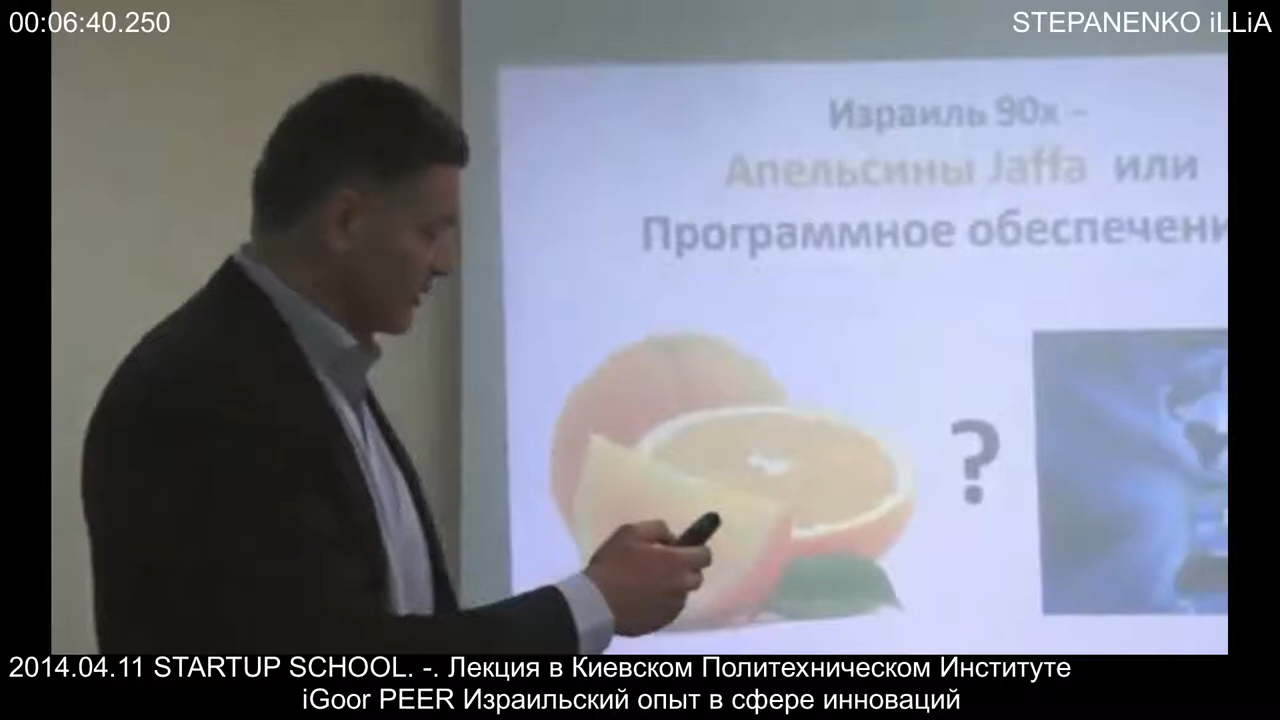 00:06:40.250
STEPANENKO iLLiA
Израиль 90х –
Апельсины Jaffa или
Программное обеспечени
?
2014.04.11 STARTUP SCHOOL. -. Лекция в Киевском Политехническом Институте
iGoor PEER Израильский опыт в сфере инноваций